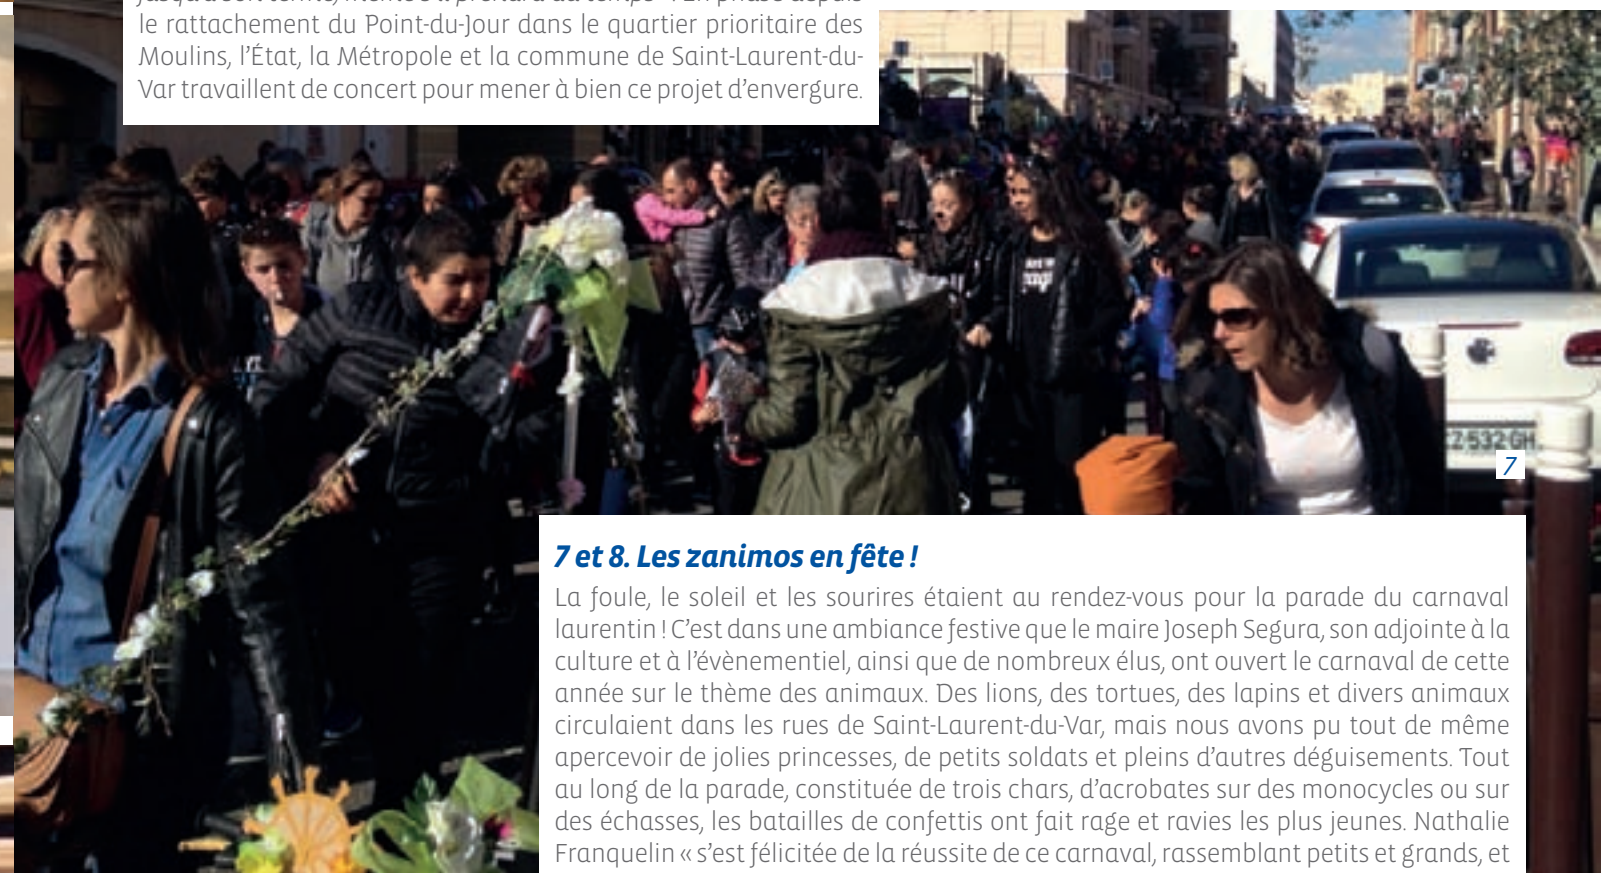 le rattachement du Point-du-Jour dans le quartier prioritaire des
Moulins, l'État, la Métropole et la commune de Saint-Laurent-du-
Var travaillent de concert pour mener à bien ce projet d'envergure.
Z 532 GH
7
7 et 8. Les zanimos en fête !
La foule, le soleil et les sourires étaient au rendez-vous pour la parade du carnaval
laurentin ! C'est dans une ambiance festive que le maire Joseph Segura, son adjointe à la
culture et à l'évènementiel, ainsi que de nombreux élus, ont ouvert le carnaval de cette
année sur le thème des animaux. Des lions, des tortues, des lapins et divers animaux
circulaient dans les rues de Saint-Laurent-du-Var, mais nous avons pu tout de même
apercevoir de jolies princesses, de petits soldats et pleins d'autres déguisements. Tout
au long de la parade, constituée de trois chars, d'acrobates sur des monocycles ou sur
des échasses, les batailles de confettis ont fait rage et ravies les plus jeunes. Nathalie
Franquelin « s'est félicitée de la réussite de ce carnaval, rassemblant petits et grands, et